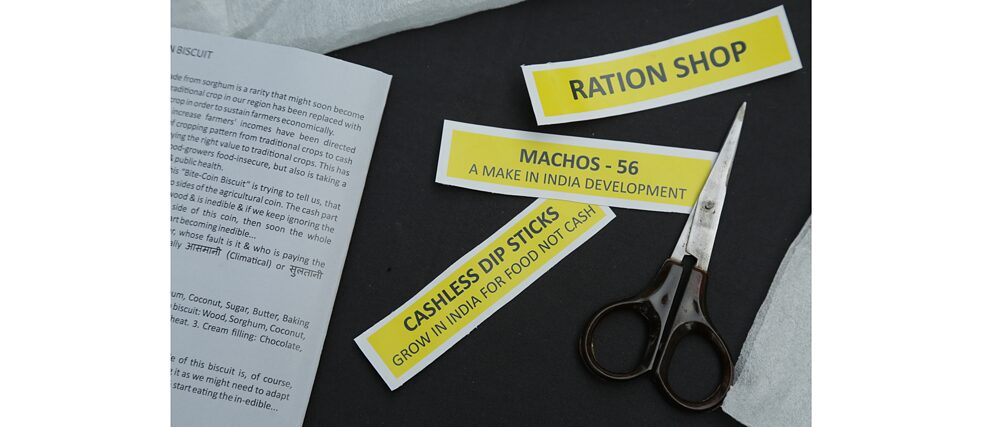 N BISCUIT
ade from sorghum is a rarity that might soon become
traditional crop in our region has been replaced with
crop in order to sustain farmers economically.
increase farmers' incomes have been directed
of cropping pattern from traditional crops to cash
ying the right value to traditional crops. This has
ood-growers food-insecure, but also is taking a
public health.
his "Bite-Coin Biscuit" is trying to tell us, that
o sides of the agricultural coin. The cash part
wood & is inedible & if we keep ignoring the
side of this coin, then soon the whole
art becoming inedible...
r, whose fault is it & who is paying the
ally आसमानी (Climatical) or सुलतानी
um, Coconut, Sugar, Butter, Baking
biscuit: Wood, Sorghum, Coconut,
heat. 3. Cream filling: Chocolate,
e of this biscuit is, of course,
g it as we might need to adapt
start eating the in-edible...
RATION SHOP
MACHOS - 56
A MAKE IN INDIA DEVELOPMENT
CASHLESS DIP STICKS
GROW IN INDIA FOR FOOD NOT CASH